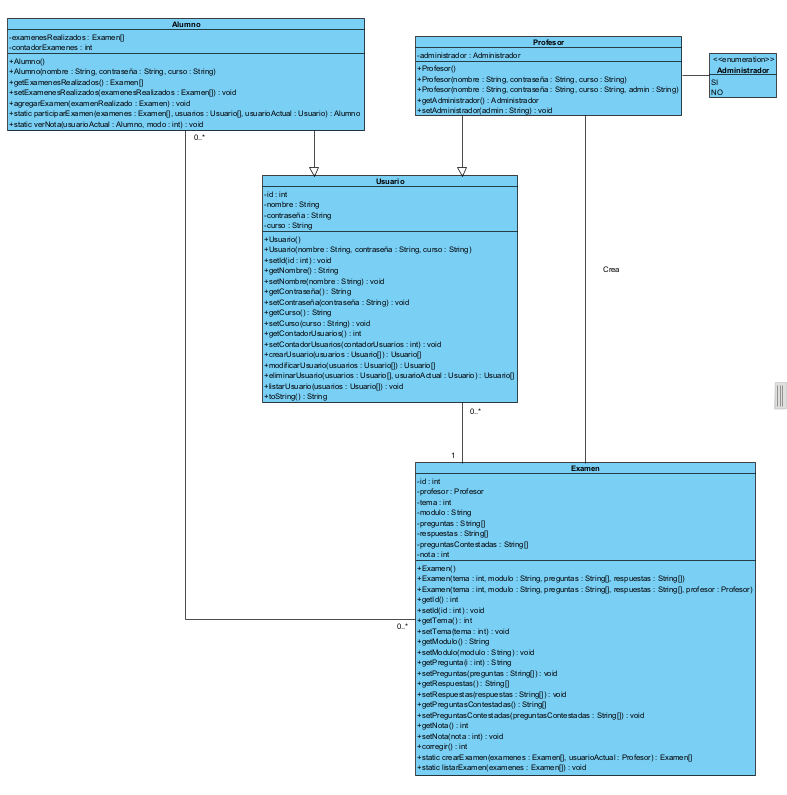 Alumno
-examenesRealizados : Examen[]
-contadorExamenes : int
+Alumno()
+Alumno(nombre : String, contraseña : String, curso : String)
+getExamenesRealizados() : Examen[]
+setExamenesRealizados(examenesRealizados : Examen[]) : void
+agregarExamen(examenRealizado : Examen) : void
+static participarExamen(examenes : Examen[], usuarios : Usuario[], usuarioActual : Usuario) : Alumno
+static verNota(usuarioActual : Alumno, modo : int) : void
0..*
Profesor
-administrador : Administrador
+Profesor()
+Profesor(nombre : String, contraseña : String, curso : String)
+Profesor(nombre : String, contraseña : String, curso : String, admin : String)
+getAdministrador() : Administrador
+setAdministrador(admin : String) : void
<<enumeration>>
Administrador
SI
NO
Usuario
-id : int
-nombre : String
-contraseña : String
-curso : String
+Usuario()
+Usuario(nombre : String, contraseña : String, curso : String)
+setId(id : int) : void
+getNombre() : String
+setNombre(nombre : String) : void
+getContraseña() : String
+setContraseña(contraseña : String) : void
+getCurso() : String
+setCurso(curso : String) : void
+getContadorUsuarios() : int
+setContadorUsuarios(contadorUsuarios : int) : void
+crearUsuario(usuarios : Usuario[]) : Usuario[]
+modificarUsuario(usuarios : Usuario[]) : Usuario[]
+eliminarUsuario(usuarios : Usuario[], usuarioActual : Usuario) : Usuario[]
+listarUsuario(usuarios : Usuario[]) : void
+toString() : String
Crea
0..*
1
Examen
-id : int
-profesor : Profesor
-tema : int
-modulo : String
-preguntas : String[]
-respuestas : String[]
-preguntasContestadas : String[]
-nota : int
+Examen()
+Examen(tema : int, modulo : String, preguntas : String[], respuestas : String[])
+Examen(tema : int, modulo : String, preguntas : String[], respuestas : String[], profesor : Profesor)
+getId() : int
+setId(id : int) : void
+getTema() : int
+setTema(tema : int) : void
+getModulo() : String
+setModulo(modulo : String) : void
+getPregunta(i : int) : String
+setPreguntas(preguntas : String[]) : void
+getRespuestas() : String[]
+setRespuestas(respuestas : String[]) : void
+getPreguntasContestadas() : String[]
+setPreguntasContestadas(preguntasContestadas : String[]) : void
+getNota() : int
+setNota(nota : int) : void
+corregir() : int
+static crearExamen(examenes : Examen[], usuarioActual : Profesor) : Examen[]
+static listarExamen(examenes : Examen[]) : void
0..*